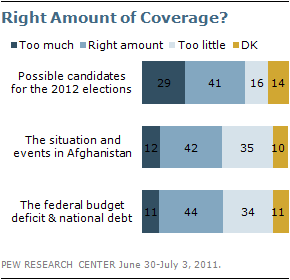 Right Amount of Coverage?
Too much Right amount Too little DK
Possible candidates
for the 2012 elections
29 41 16 14
The situation and
events in Afghanistan
12 42 35 10
The federal budget
deficit & national debt
11 44 34 11
PEW RESEARCH CENTER June 30-July 3, 2011.